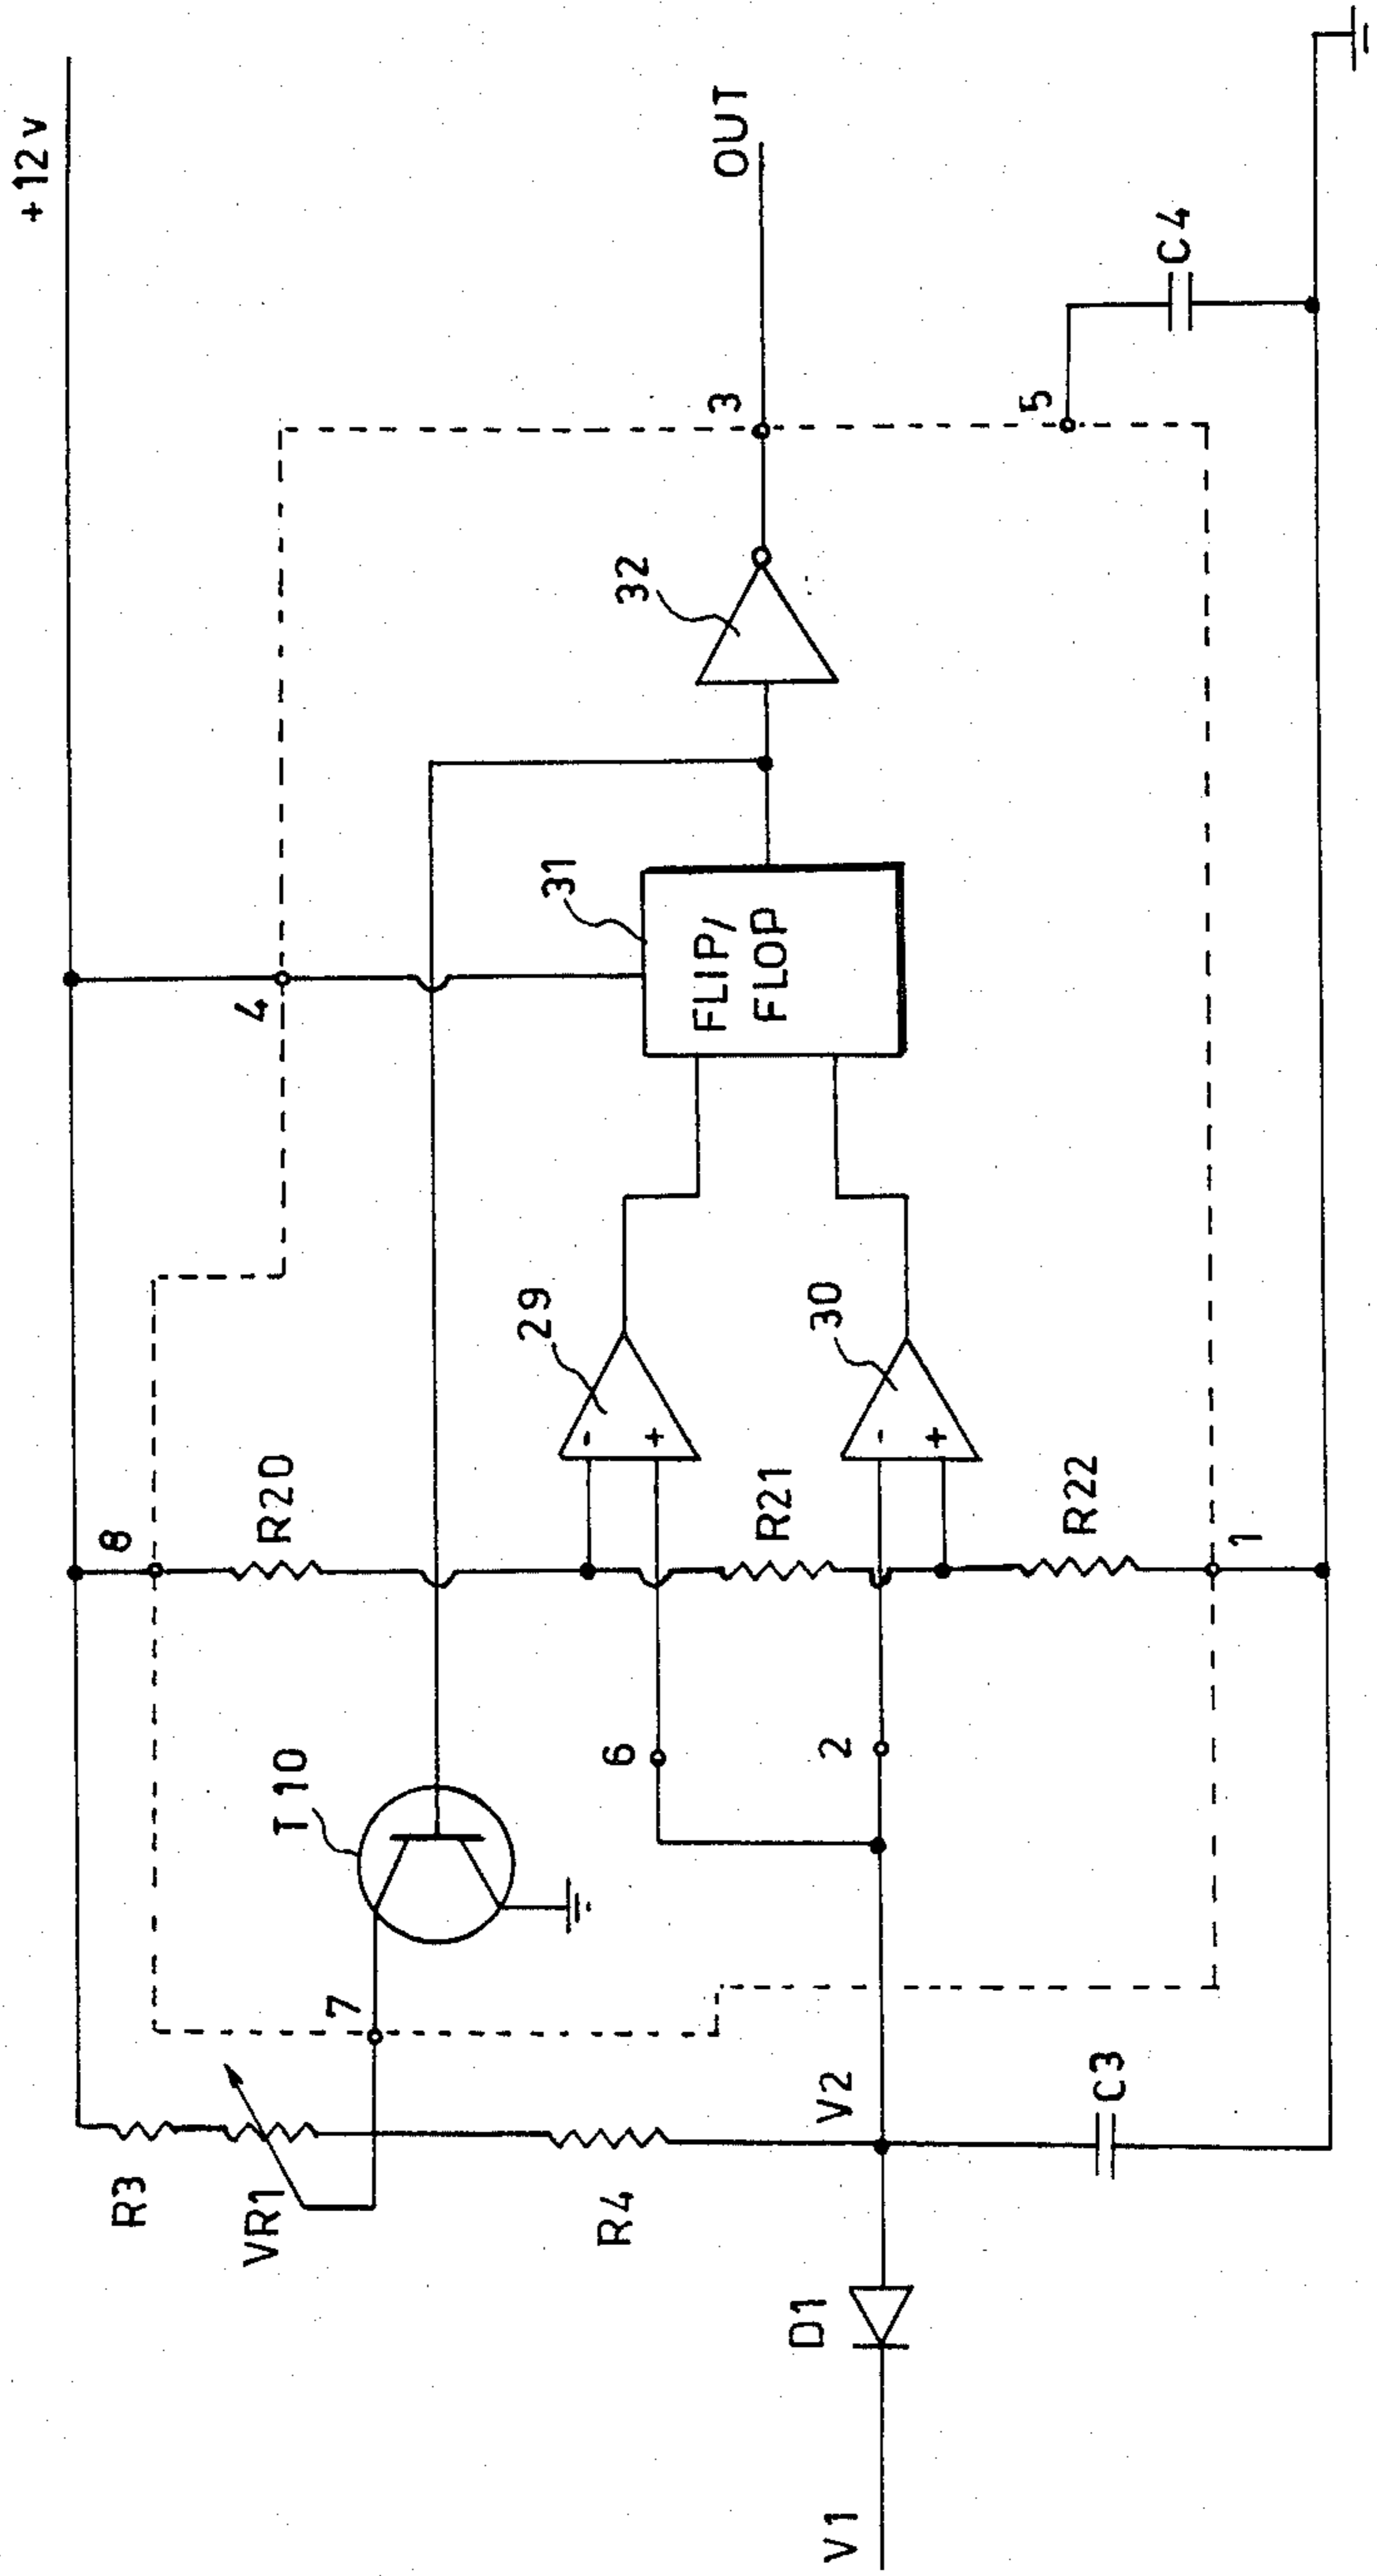 +12v
OUT
3
5
C4
32
4
31
FLIP/
FLOP
29
-
+
30
-
+
8
R20
R21
R22
1
T10
6
2
7
R3
VR1
R4
V2
C3
D1
V1